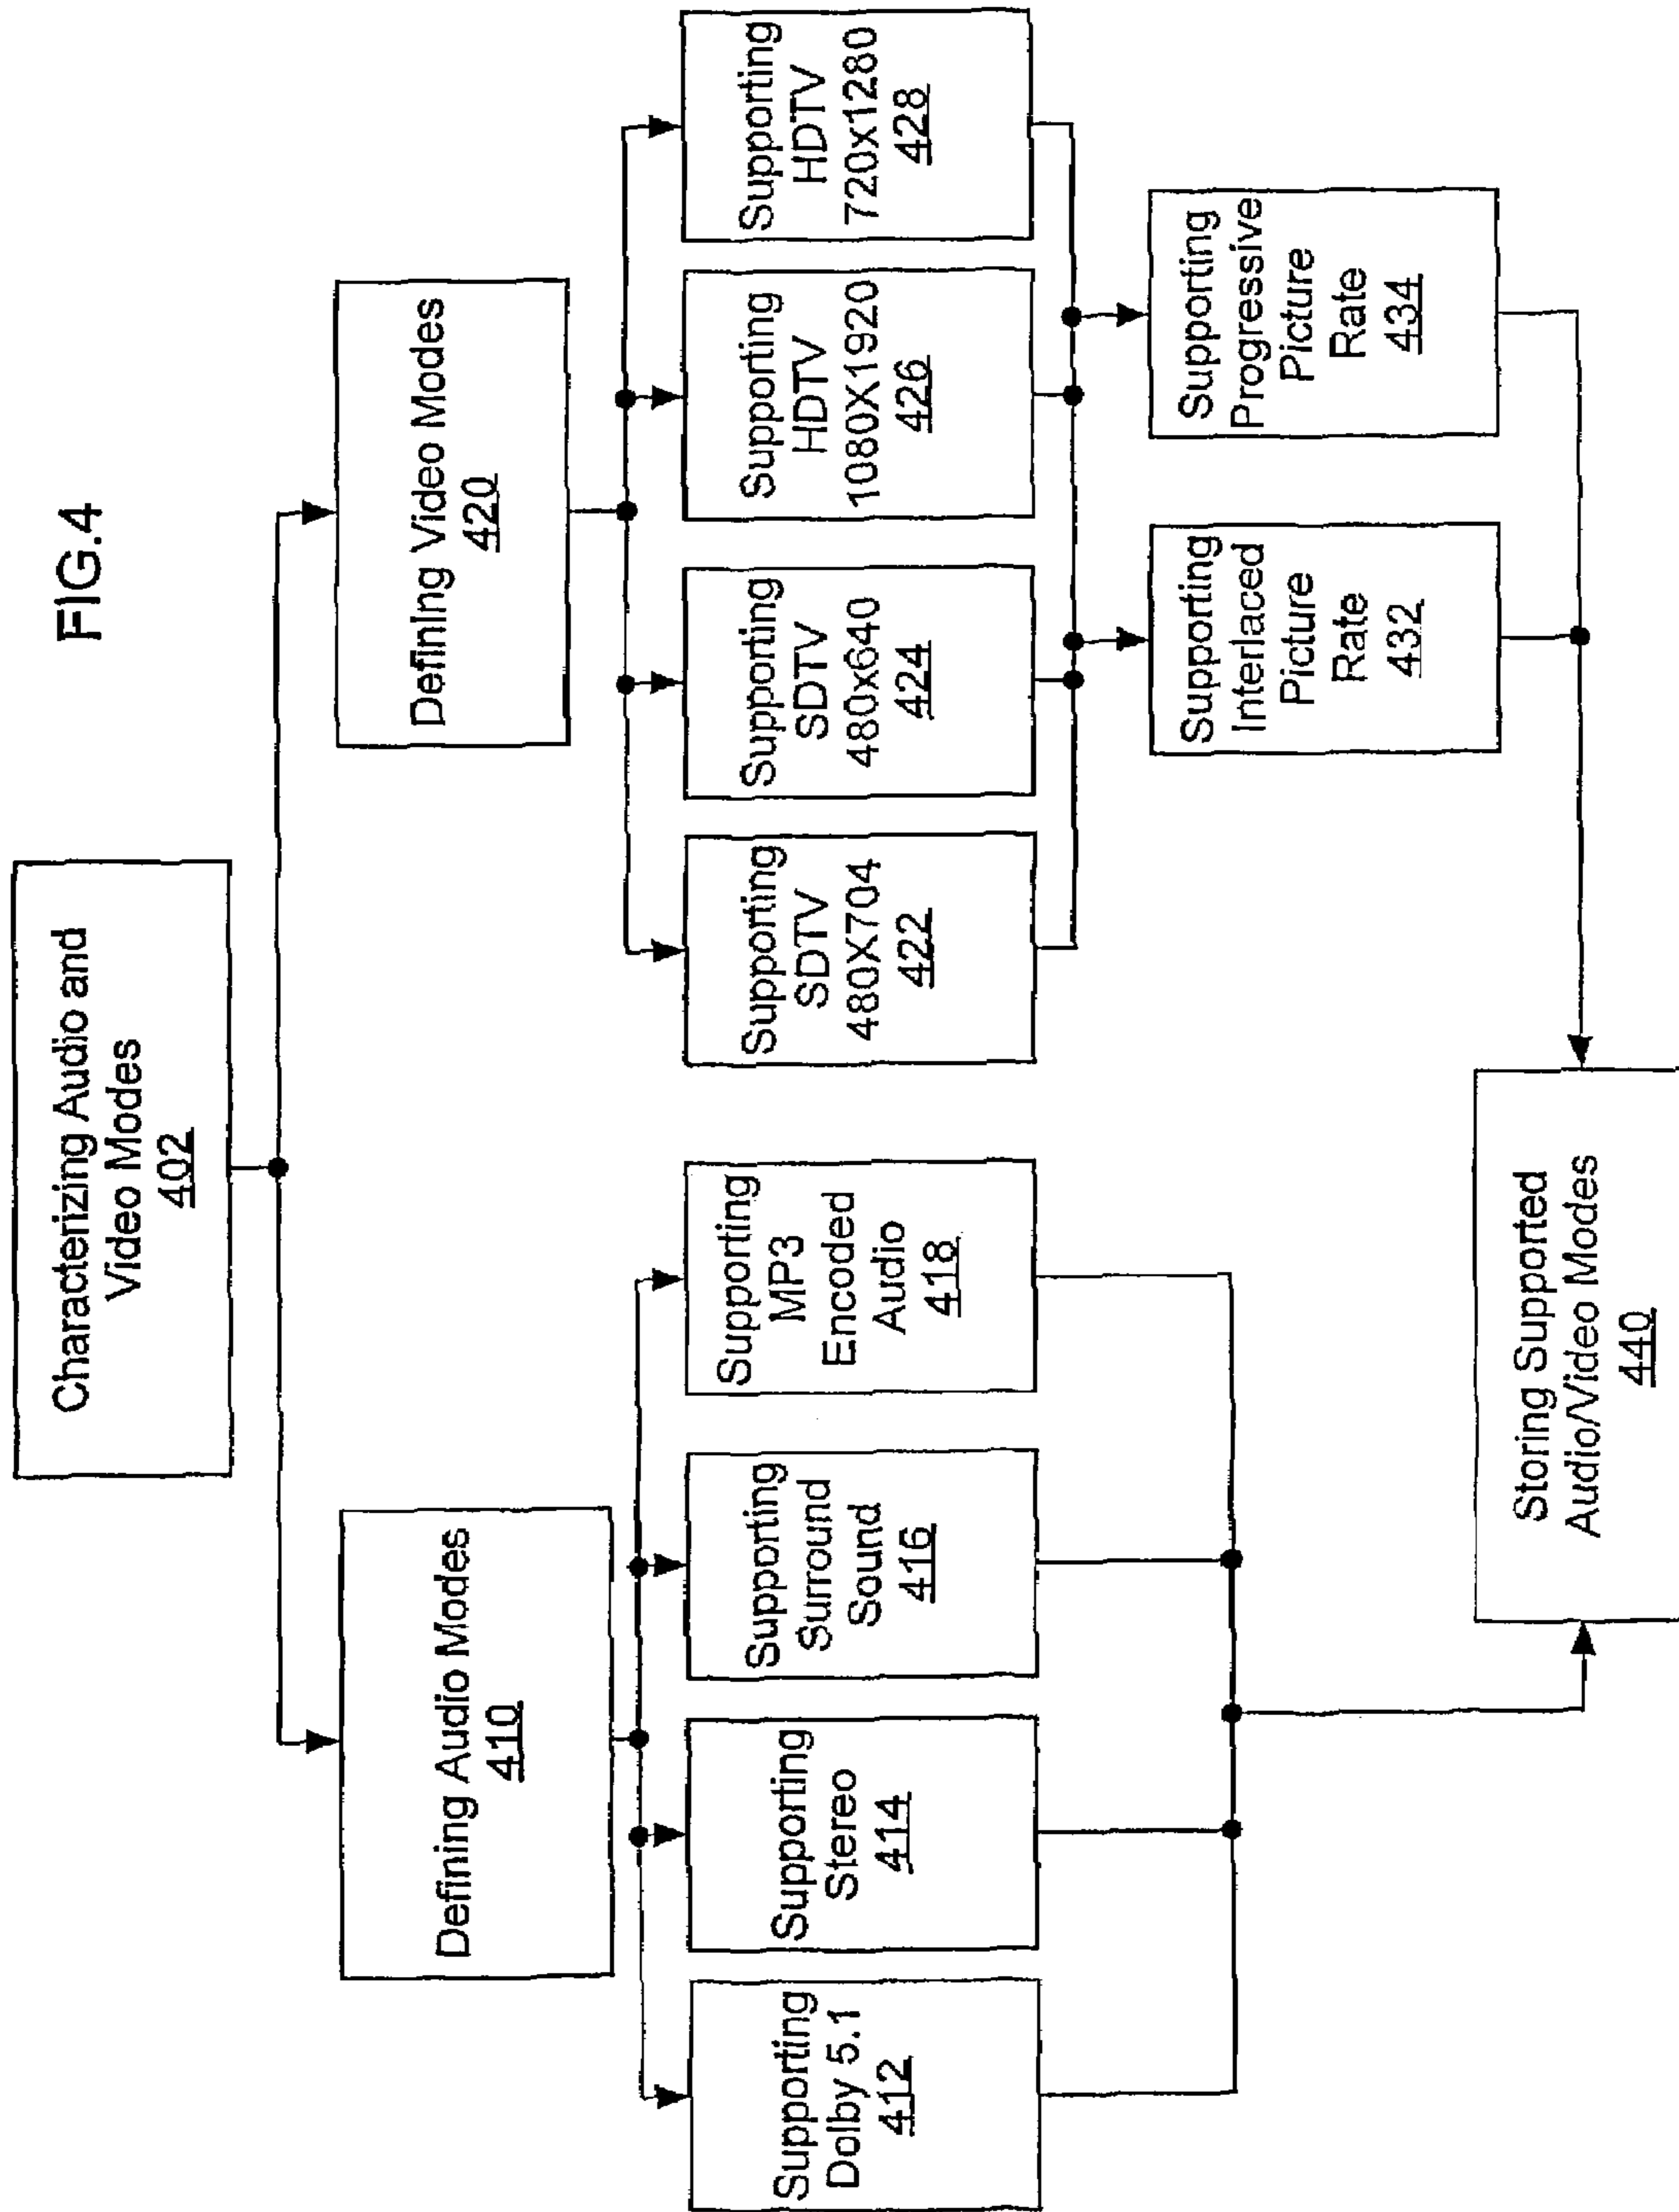 FIG.4
Characterizing Audio and
Video Modes
402
Defining Audio Modes
410
Defining Video Modes
420
Supporting
Dolby 5.1
412
Supporting
Stereo
414
Supporting
Surround
Sound
416
Supporting
MP3
Encoded
Audio
418
Supporting
SDTV
480X704
422
Supporting
SDTV
480x640
424
Supporting
HDTV
1080X1920
426
Supporting
HDTV
720x1280
428
Supporting
Interlaced
Picture
Rate
432
Supporting
Progressive
Picture
Rate
434
Storing Supported
Audio/Video Modes
440